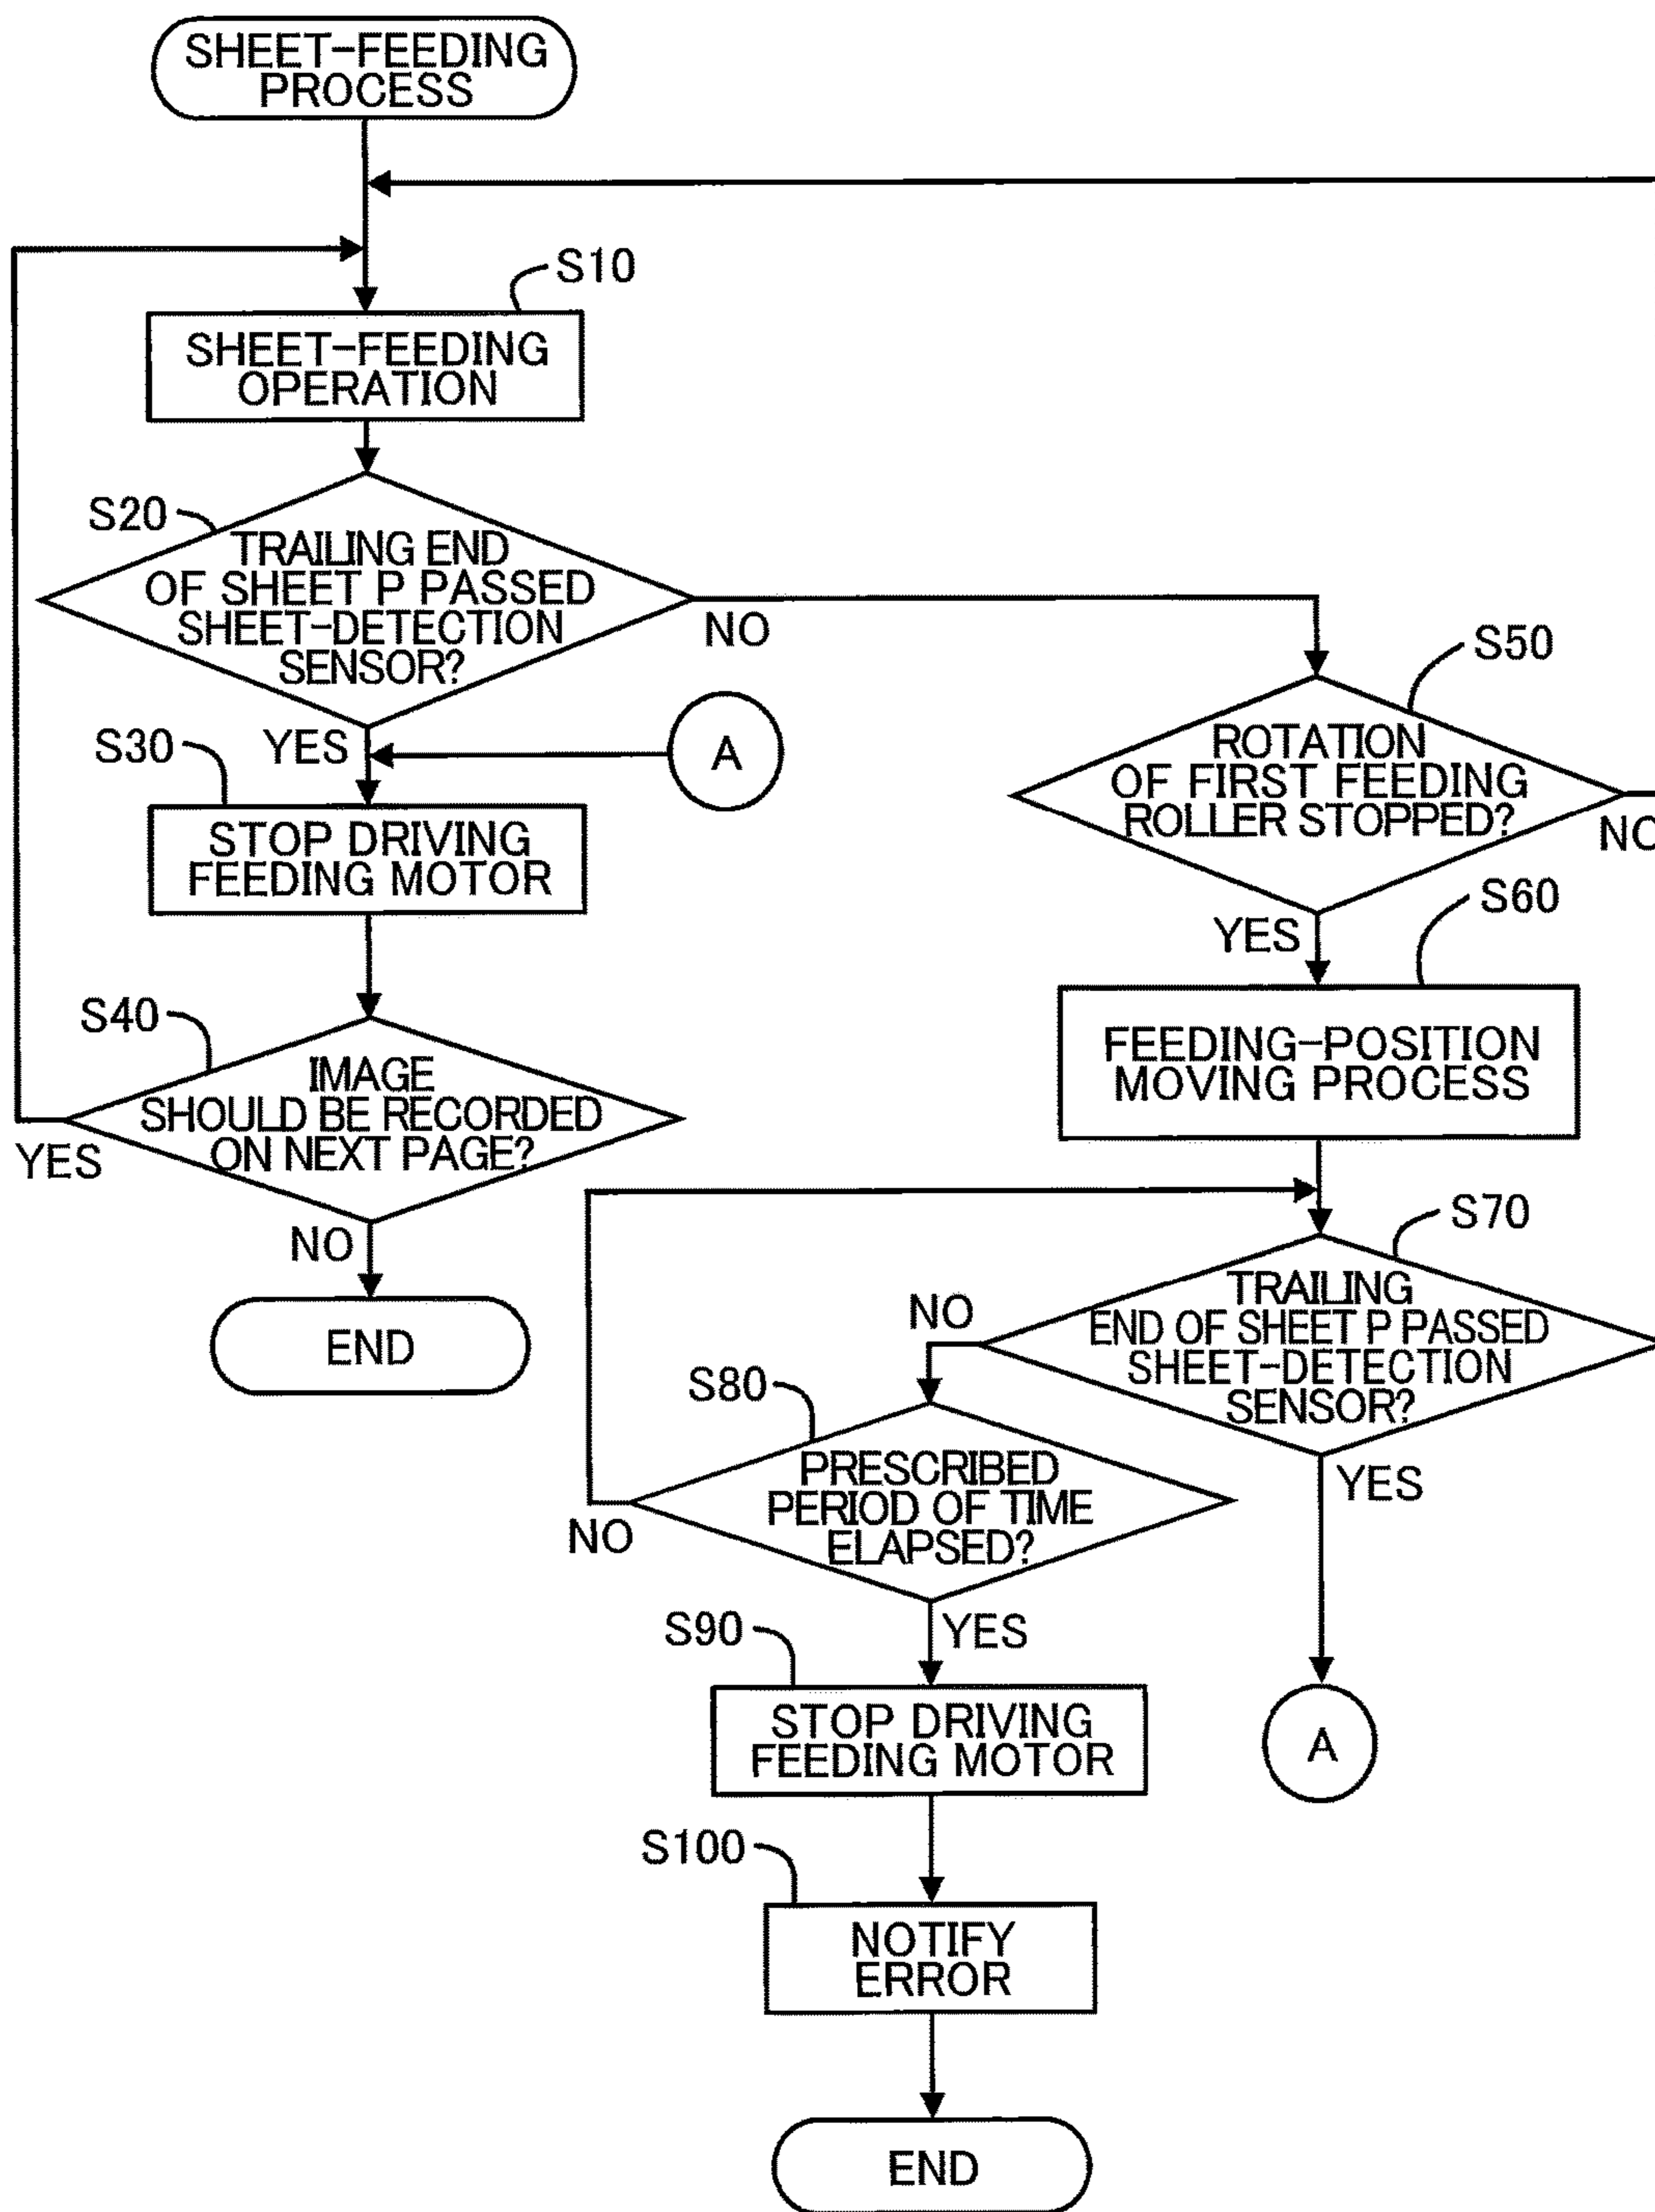 SHEET-FEEDING
PROCESS
S10
SHEET-FEEDING
OPERATION
S20
TRAILING END
OF SHEET P PASSED
SHEET-DETECTION
SENSOR?
NO
YES
A
S30
STOP DRIVING
FEEDING MOTOR
S40
IMAGE
SHOULD BE RECORDED
ON NEXT PAGE?
YES
NO
END
S50
ROTATION
OF FIRST FEEDING
ROLLER STOPPED?
NO
YES
S60
FEEDING-POSITION
MOVING PROCESS
S70
TRAILING
END OF SHEET P PASSED
SHEET-DETECTION
SENSOR?
NO
YES
A
S80
PRESCRIBED
PERIOD OF TIME
ELAPSED?
NO
YES
S90
STOP DRIVING
FEEDING MOTOR
S100
NOTIFY
ERROR
END